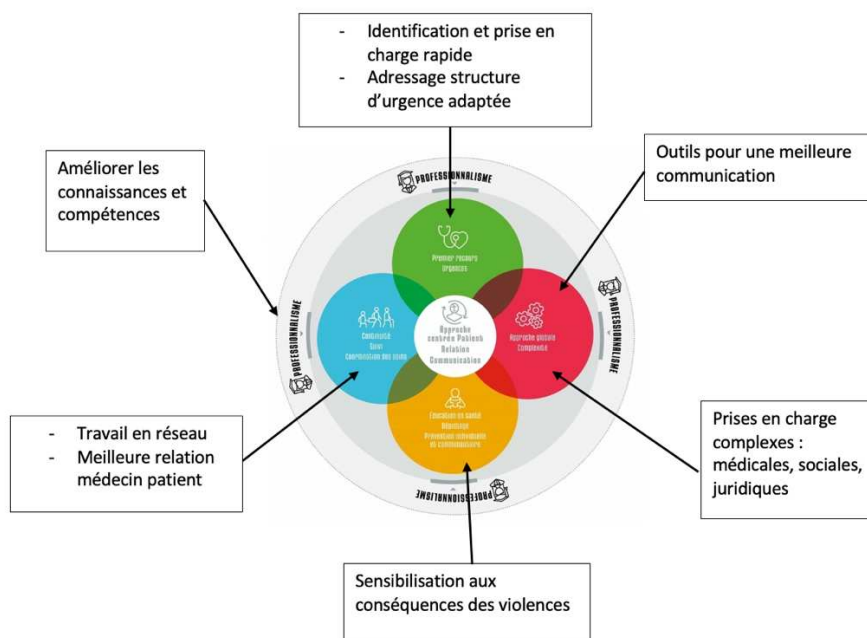 - Identification et prise en
charge rapide
- Adressage structure
d’urgence adaptée
Améliorer les
connaissances et
compétences
Outils pour une meilleure
communication
PROFESSIONNALISME
Premier recours
Urgences
PROFESSIONNALISME
Continuité
Suivi
Coordination des soins
Approche
centrée Patient
Relation
Communication
Approche globale
Complexité
PROFESSIONNALISME
Éducation en santé
Dépistage
Prévention individuelle
et communautaire
PROFESSIONNALISME
- Travail en réseau
- Meilleure relation
médecin patient
Prises en charge
complexes :
médicales, sociales,
juridiques
Sensibilisation aux
conséquences des violences